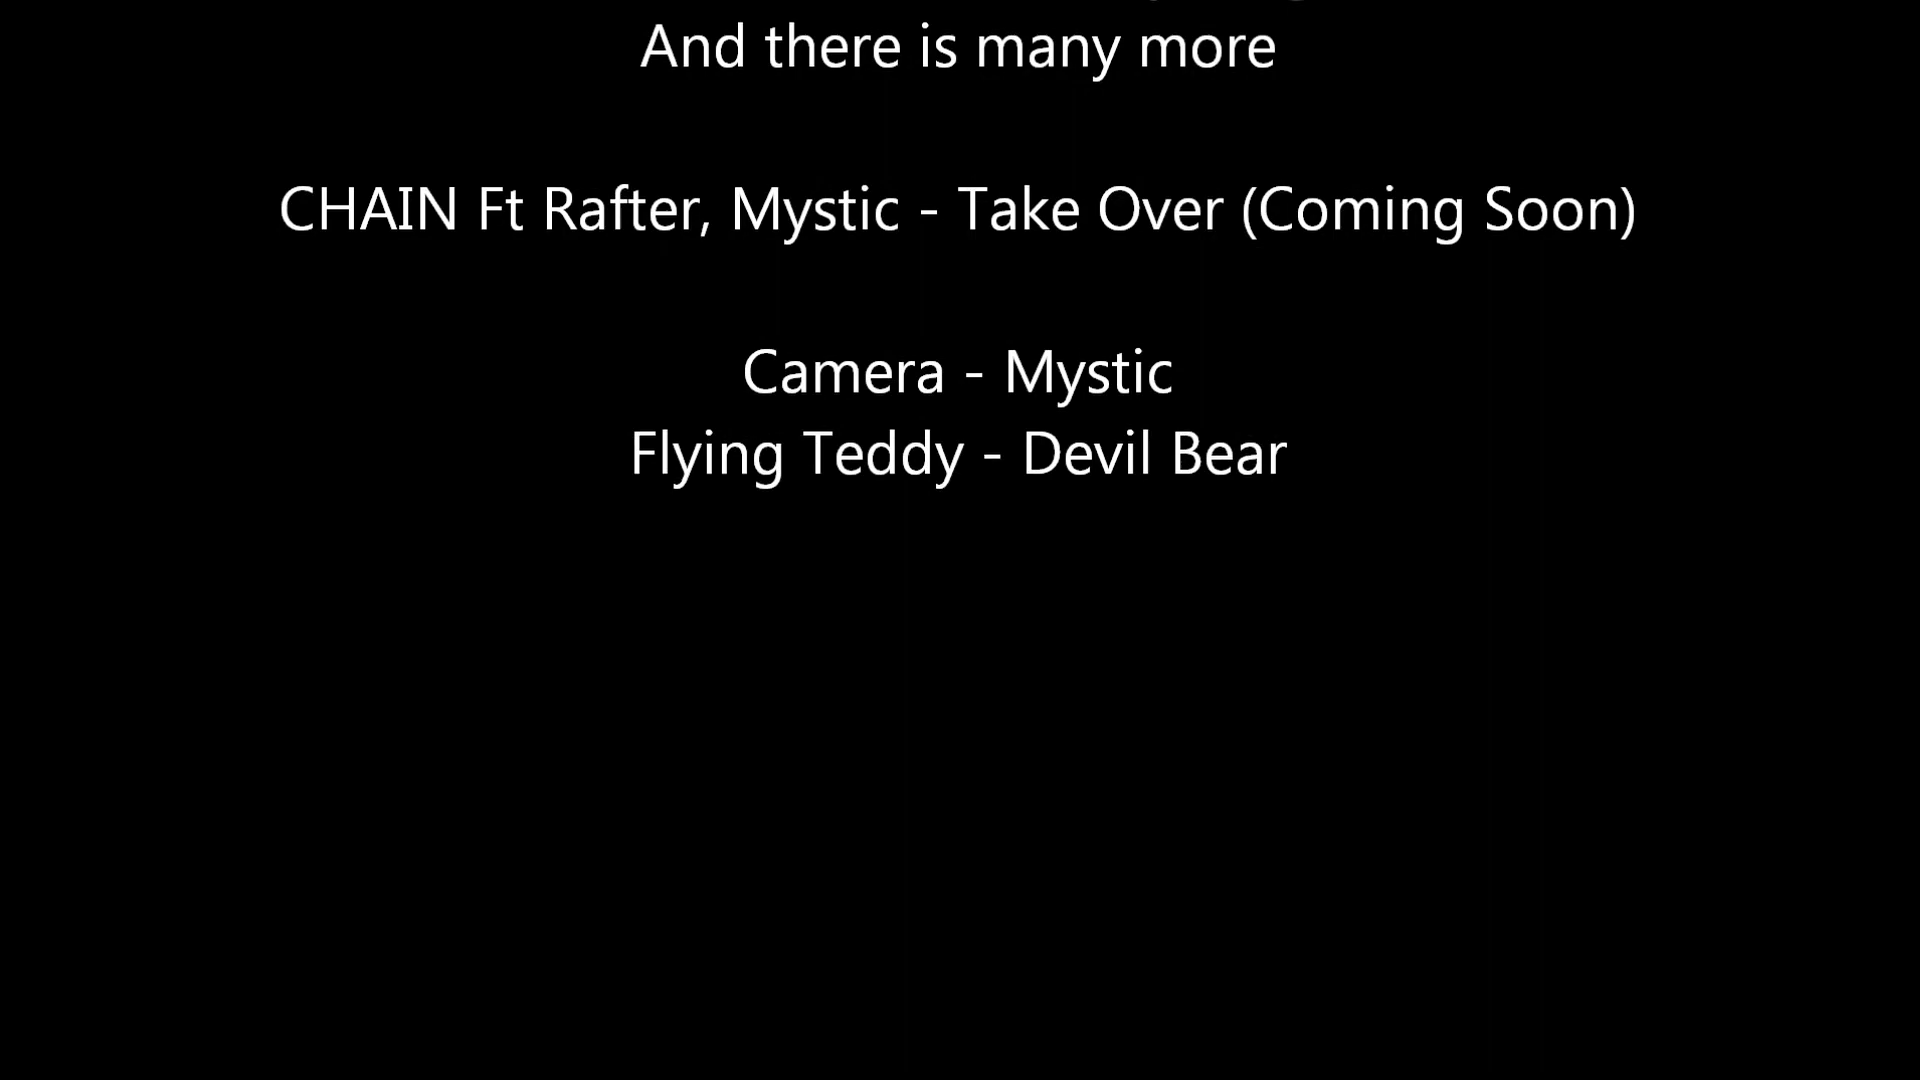 And there is many more
CHAIN Ft Rafter, Mystic - Take Over (Coming Soon)
Camera - Mystic
Flying Teddy - Devil Bear